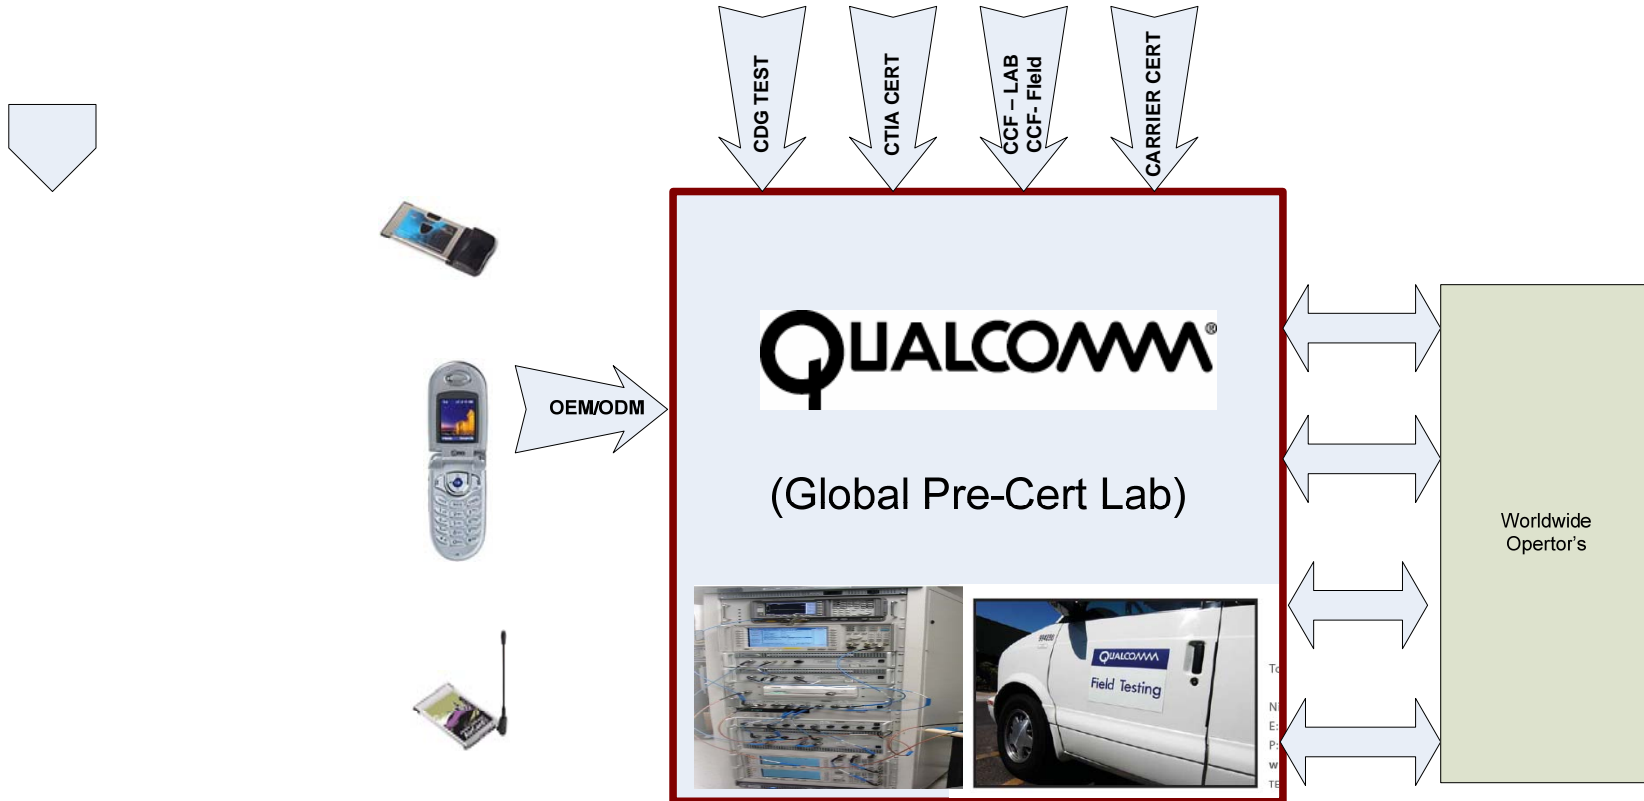 CDG TEST
CTIA CERT
CCF – LAB
CCF- FIeld
CARRIER CERT
QUALCOMM®
OEM/ODM
(Global Pre-Cert Lab)
Worldwide
Opertor's
QUALCOMM
Field Testing
E:
P: